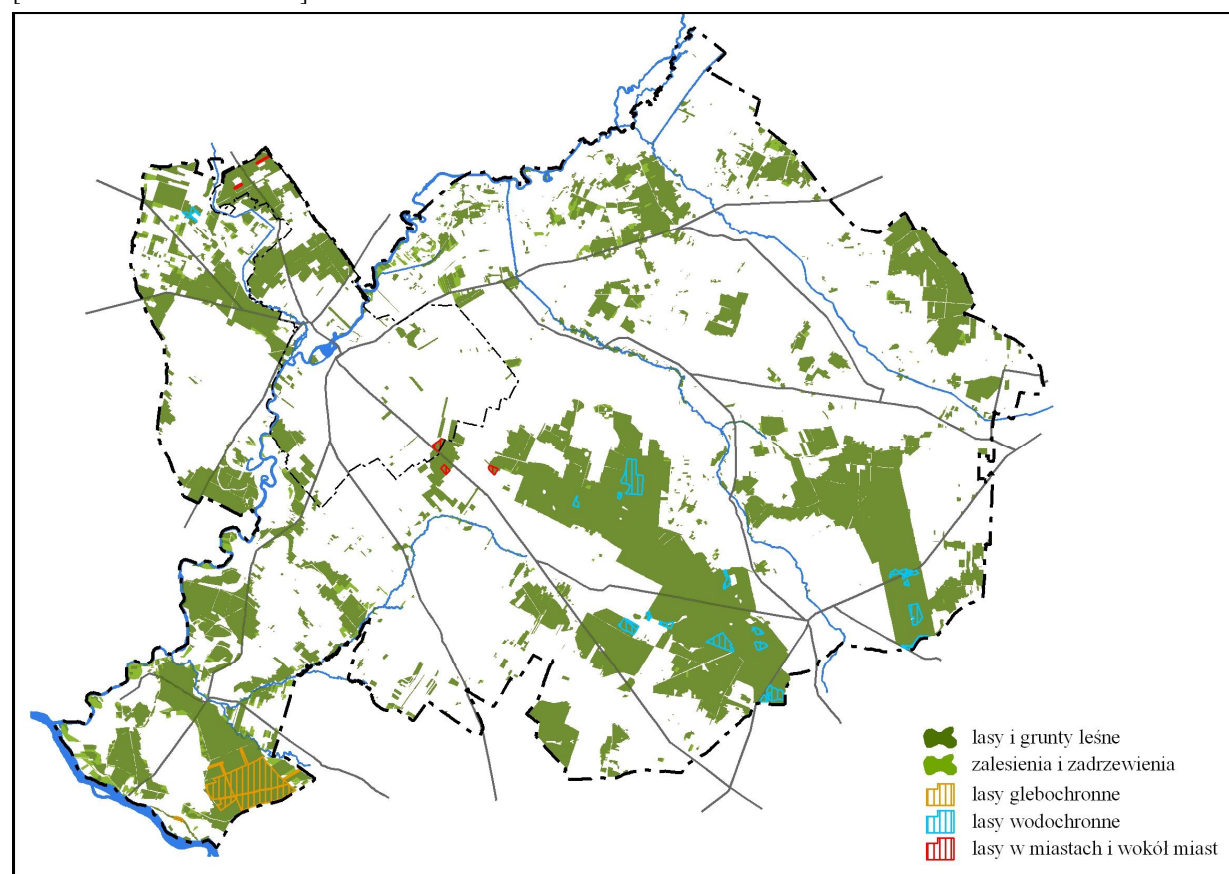 lasy i grunty leśne
zalesienia i zadrzewienia
lasy glebochronne
lasy wodochronne
lasy w miastach i wokół miast